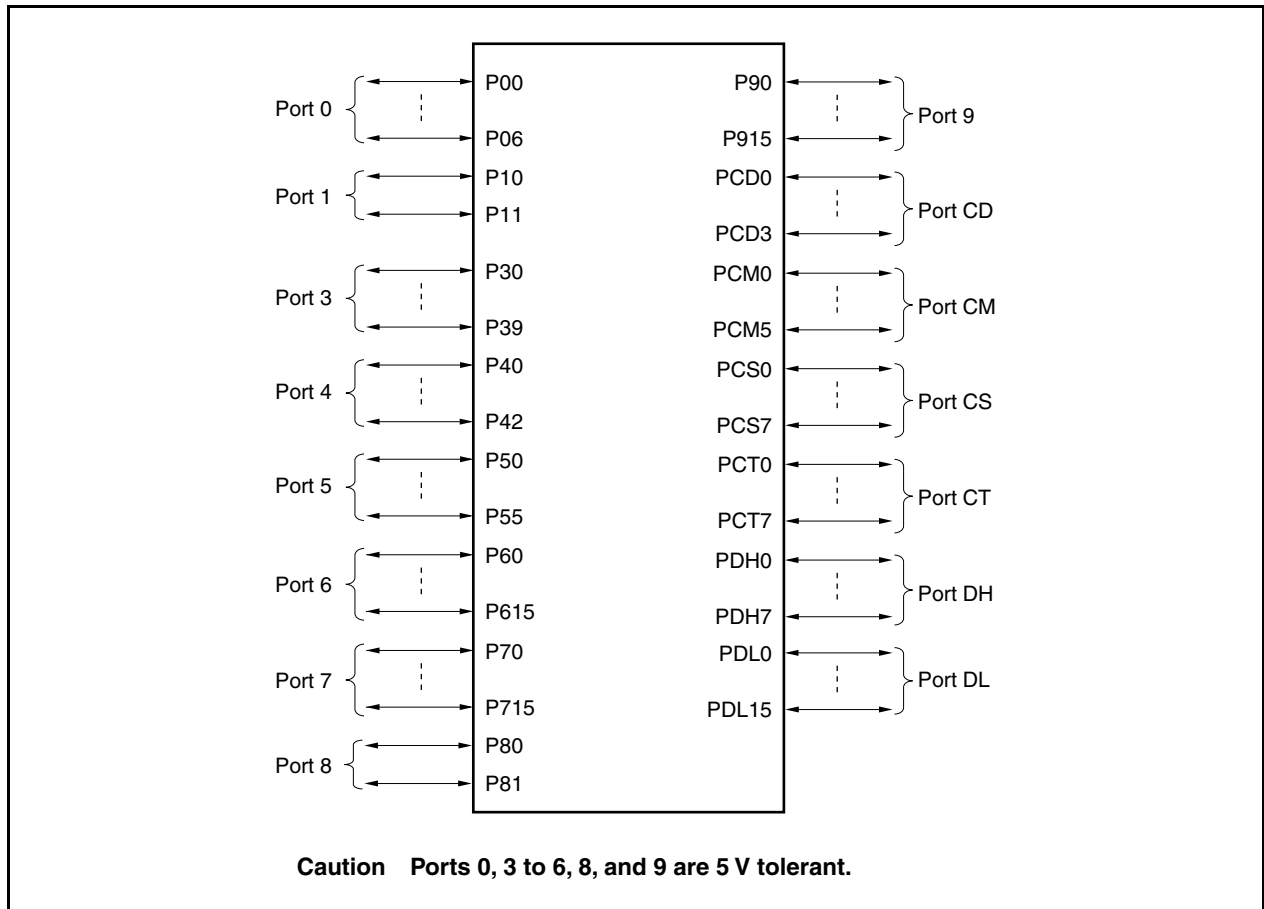 Port 0
P00
P06
Port 1
P10
P11
Port 3
P30
P39
Port 4
P40
P42
Port 5
P50
P55
Port 6
P60
P615
Port 7
P70
P715
Port 8
P80
P81
P90
P915
Port 9
PCD0
PCD3
Port CD
PCM0
PCM5
Port CM
PCS0
PCS7
Port CS
PCT0
PCT7
Port CT
PDH0
PDH7
Port DH
PDL0
PDL15
Port DL
Caution Ports 0, 3 to 6, 8, and 9 are 5 V tolerant.